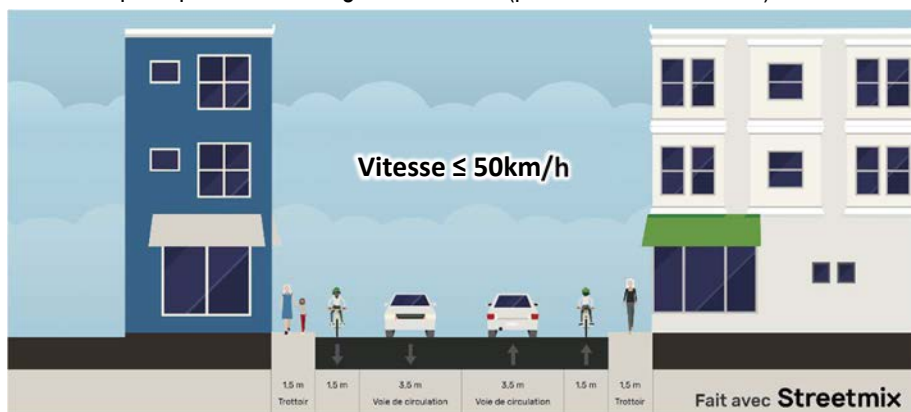 Vitesse ≤ 50km/h
1,5 m 1,5 m 3,5 m 3,5 m 1,5 m 1,5 m
Trottoir Voie de circulation Voie de circulation Trottoir
Fait avec Streetmix